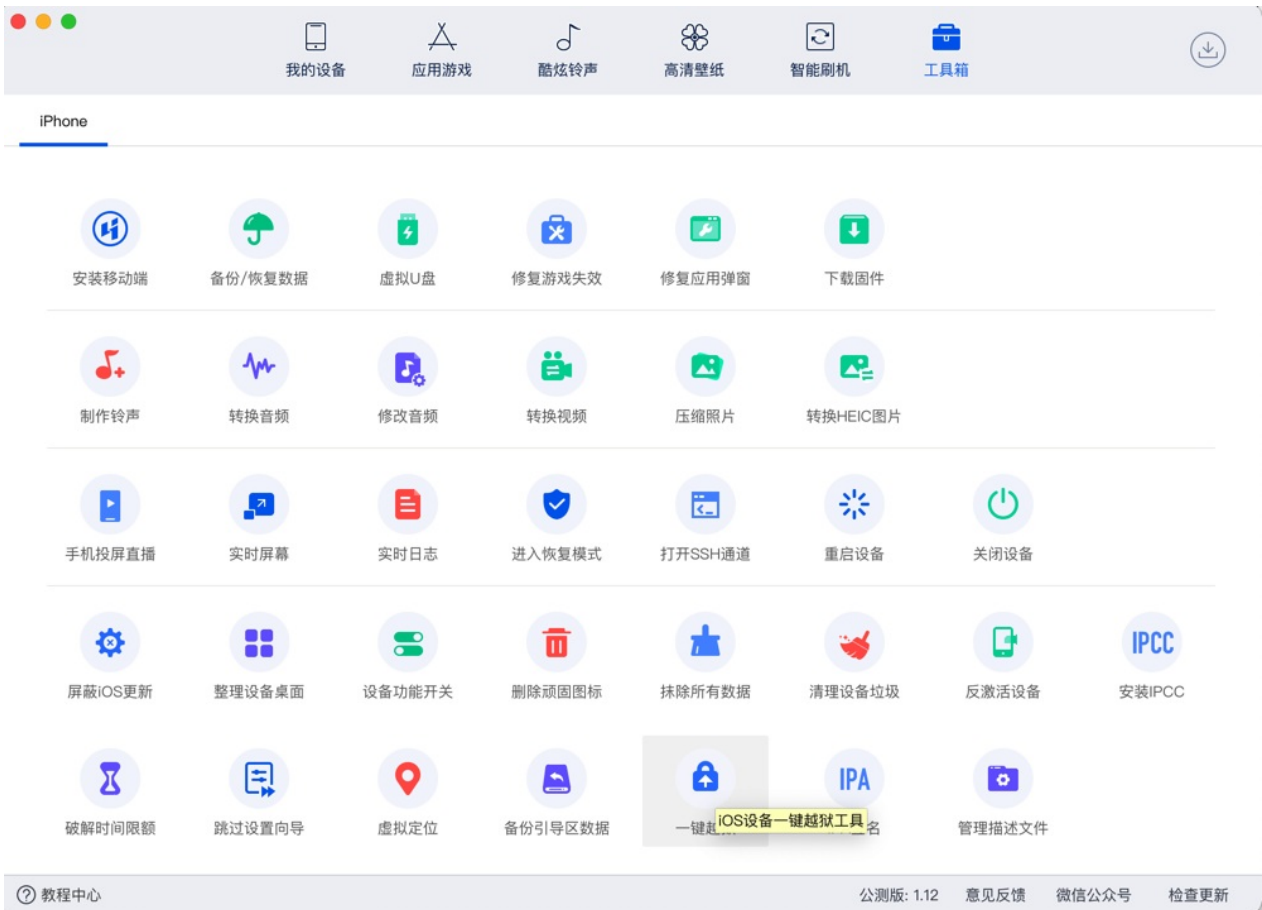 我的设备
应用游戏
酷炫铃声
高清壁纸
智能刷机
工具箱
iPhone
安装移动端
备份/恢复数据
虚拟U盘
修复游戏失效
修复应用弹窗
下载固件
制作铃声
转换音频
修改音频
转换视频
压缩照片
转换HEIC图片
手机投屏直播
实时屏幕
实时日志
进入恢复模式
打开SSH通道
重启设备
关闭设备
IPCC
屏蔽iOS更新
整理设备桌面
设备功能开关
删除顽固图标
抹除所有数据
清理设备垃圾
反激活设备
安装IPCC
IPA
破解时间限额
跳过设置向导
虚拟定位
备份引导区数据
一键越
iOS设备一键越狱工具
名
管理描述文件
教程中心
公测版: 1.12
意见反馈
微信公众号
检查更新